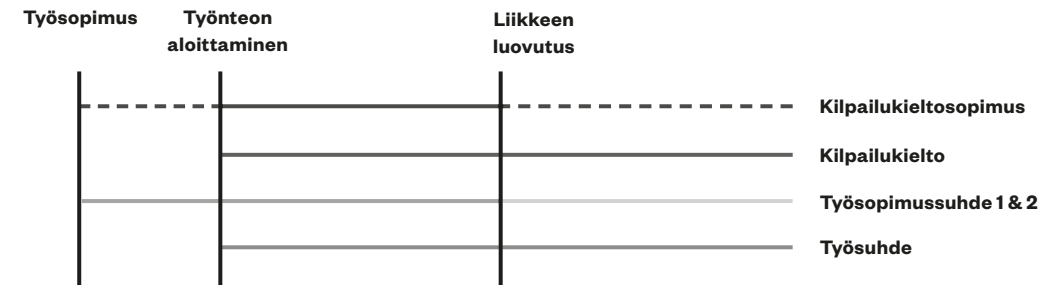 Työsopimus
Työnteon
aloittaminen
Liikkeen
luovutus
Kilpailukieltosopimus
Kilpailukielto
Työsopimussuhde 1 & 2
Työsuhde